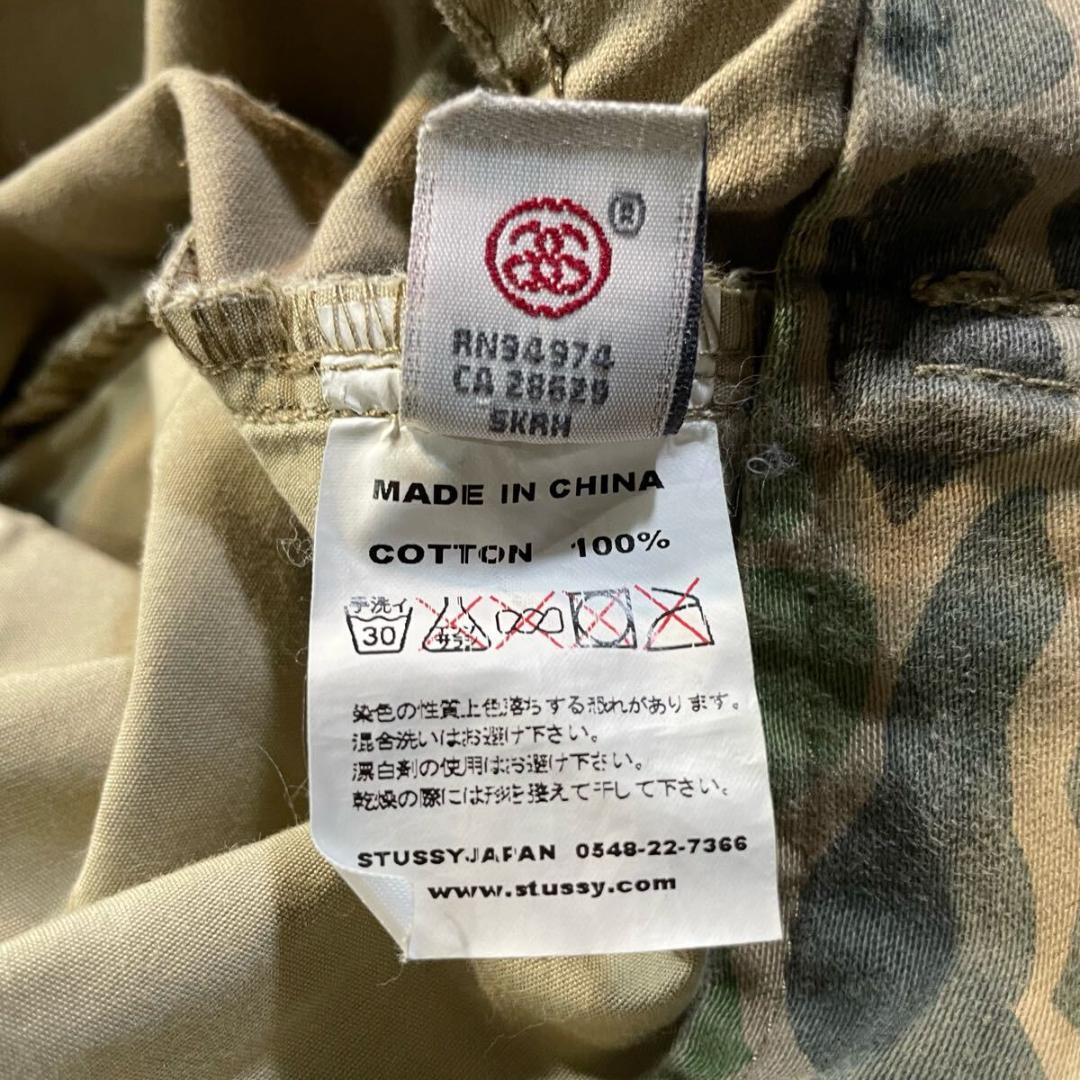 ®
RN94974
CA 28629
SKRH
MADE IN CHINA
COTTON 100%
手洗イ
30
サラシ
染色の性質上色落ちする恐れがあります。
混合洗いはお避け下さい。
漂白剤の使用はお避け下さい。
乾燥の際には形を整えて干して下さい。
STUSSYJAPAN 0548-22-7366
www.stussy.com